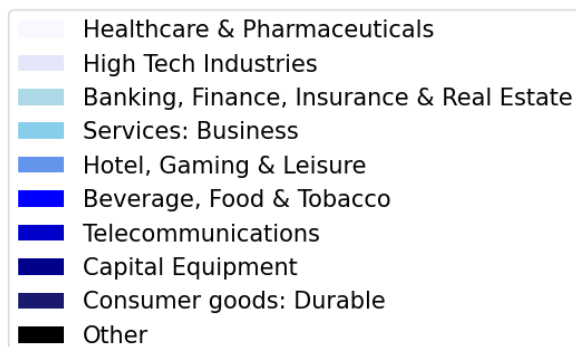 Healthcare & Pharmaceuticals
High Tech Industries
Banking, Finance, Insurance & Real Estate
Services: Business
Hotel, Gaming & Leisure
Beverage, Food & Tobacco
Telecommunications
Capital Equipment
Consumer goods: Durable
Other